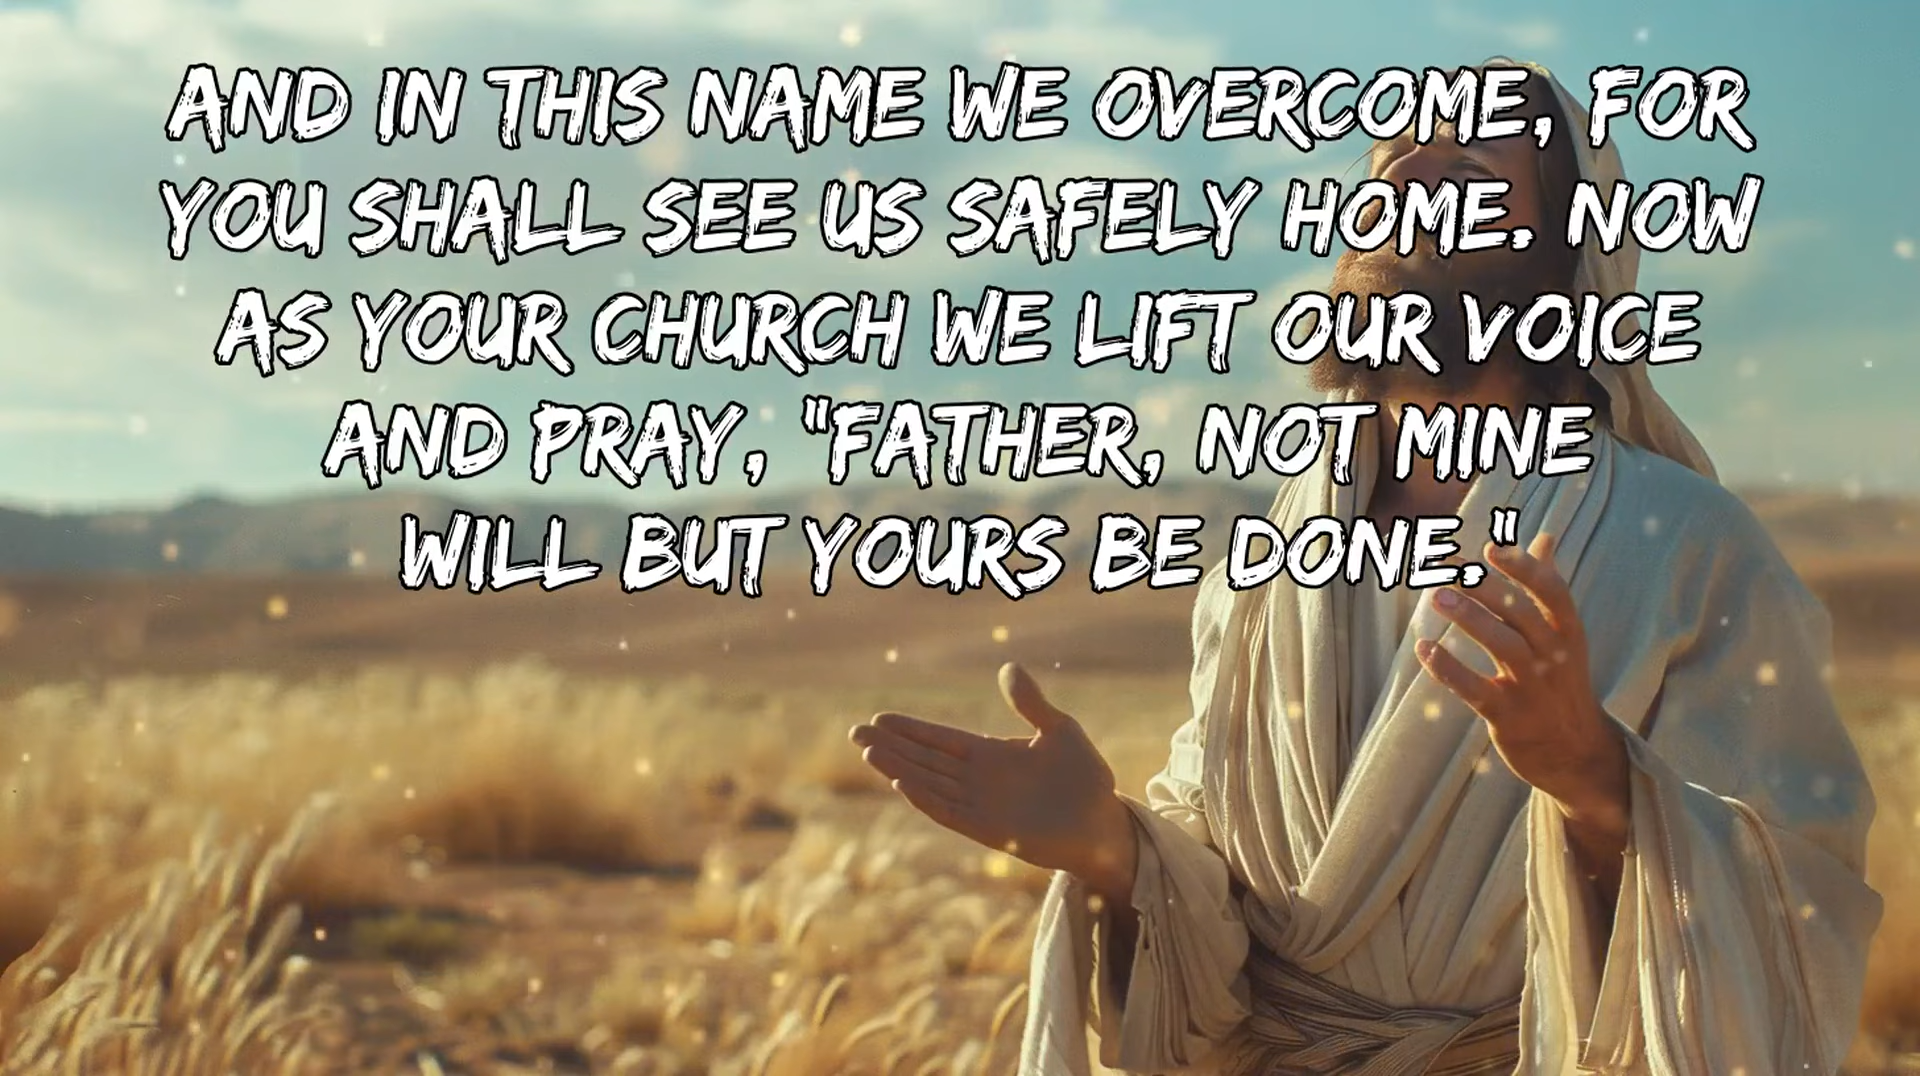 AND IN THIS NAME WE OVERCOME, FOR
YOU SHALL SEE US SAFELY HOME. NOW
AS YOUR CHURCH WE LIFT OUR VOICE
AND PRAY, "FATHER, NOT MINE
WILL BUT YOURS BE DONE."